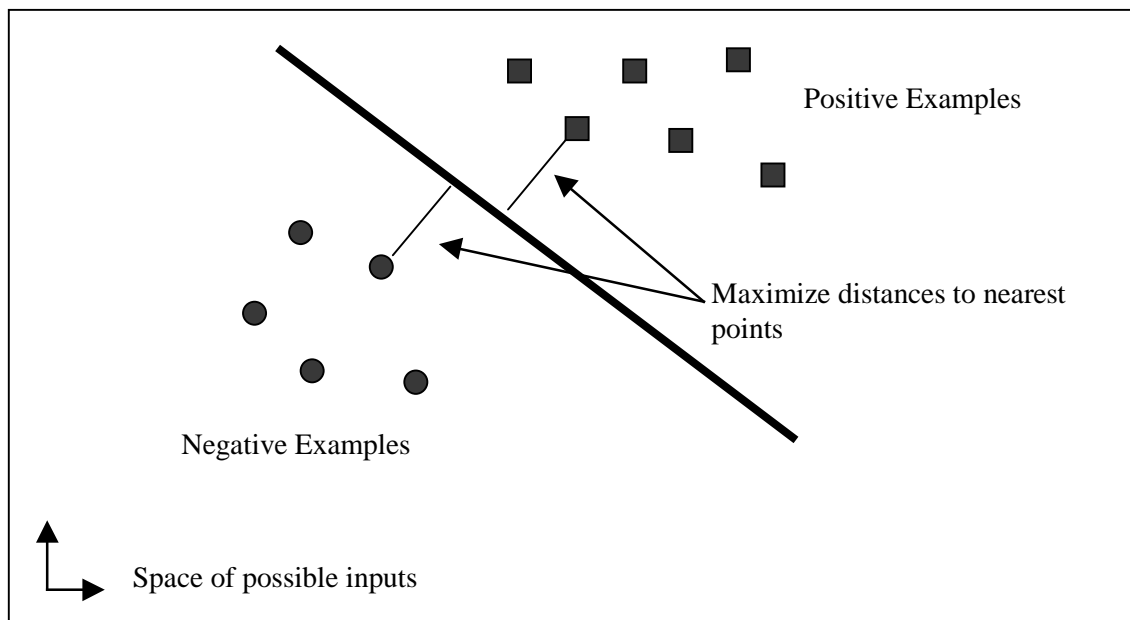 Positive Examples
Maximize distances to nearest
points
Negative Examples
Space of possible inputs